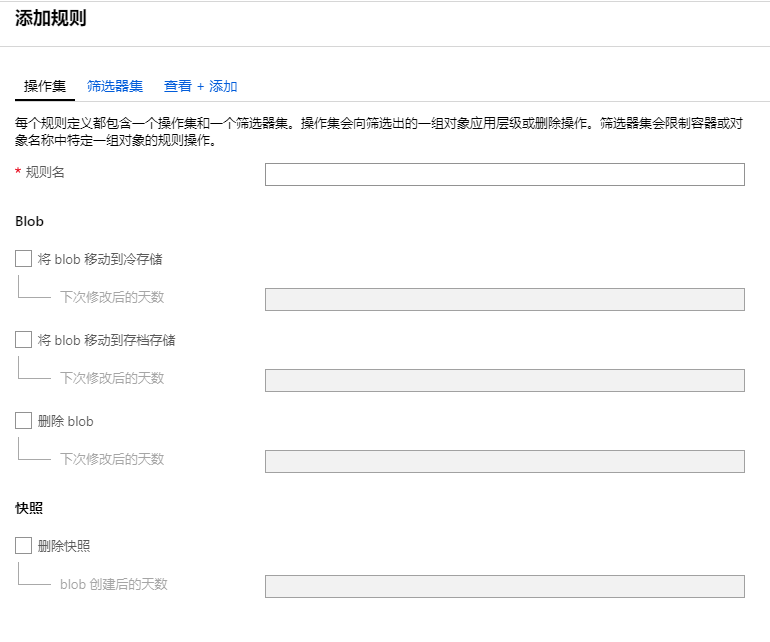 添加规则
操作集 筛选器集 查看 + 添加
每个规则定义都包含一个操作集和一个筛选器集。操作集会向筛选出的一组对象应用层级或删除操作。筛选器集会限制容器或对
象名称中特定一组对象的规则操作。
* 规则名
Blob
将 blob 移动到冷存储
下次修改后的天数
将 blob 移动到存档存储
下次修改后的天数
删除 blob
下次修改后的天数
快照
删除快照
blob 创建后的天数